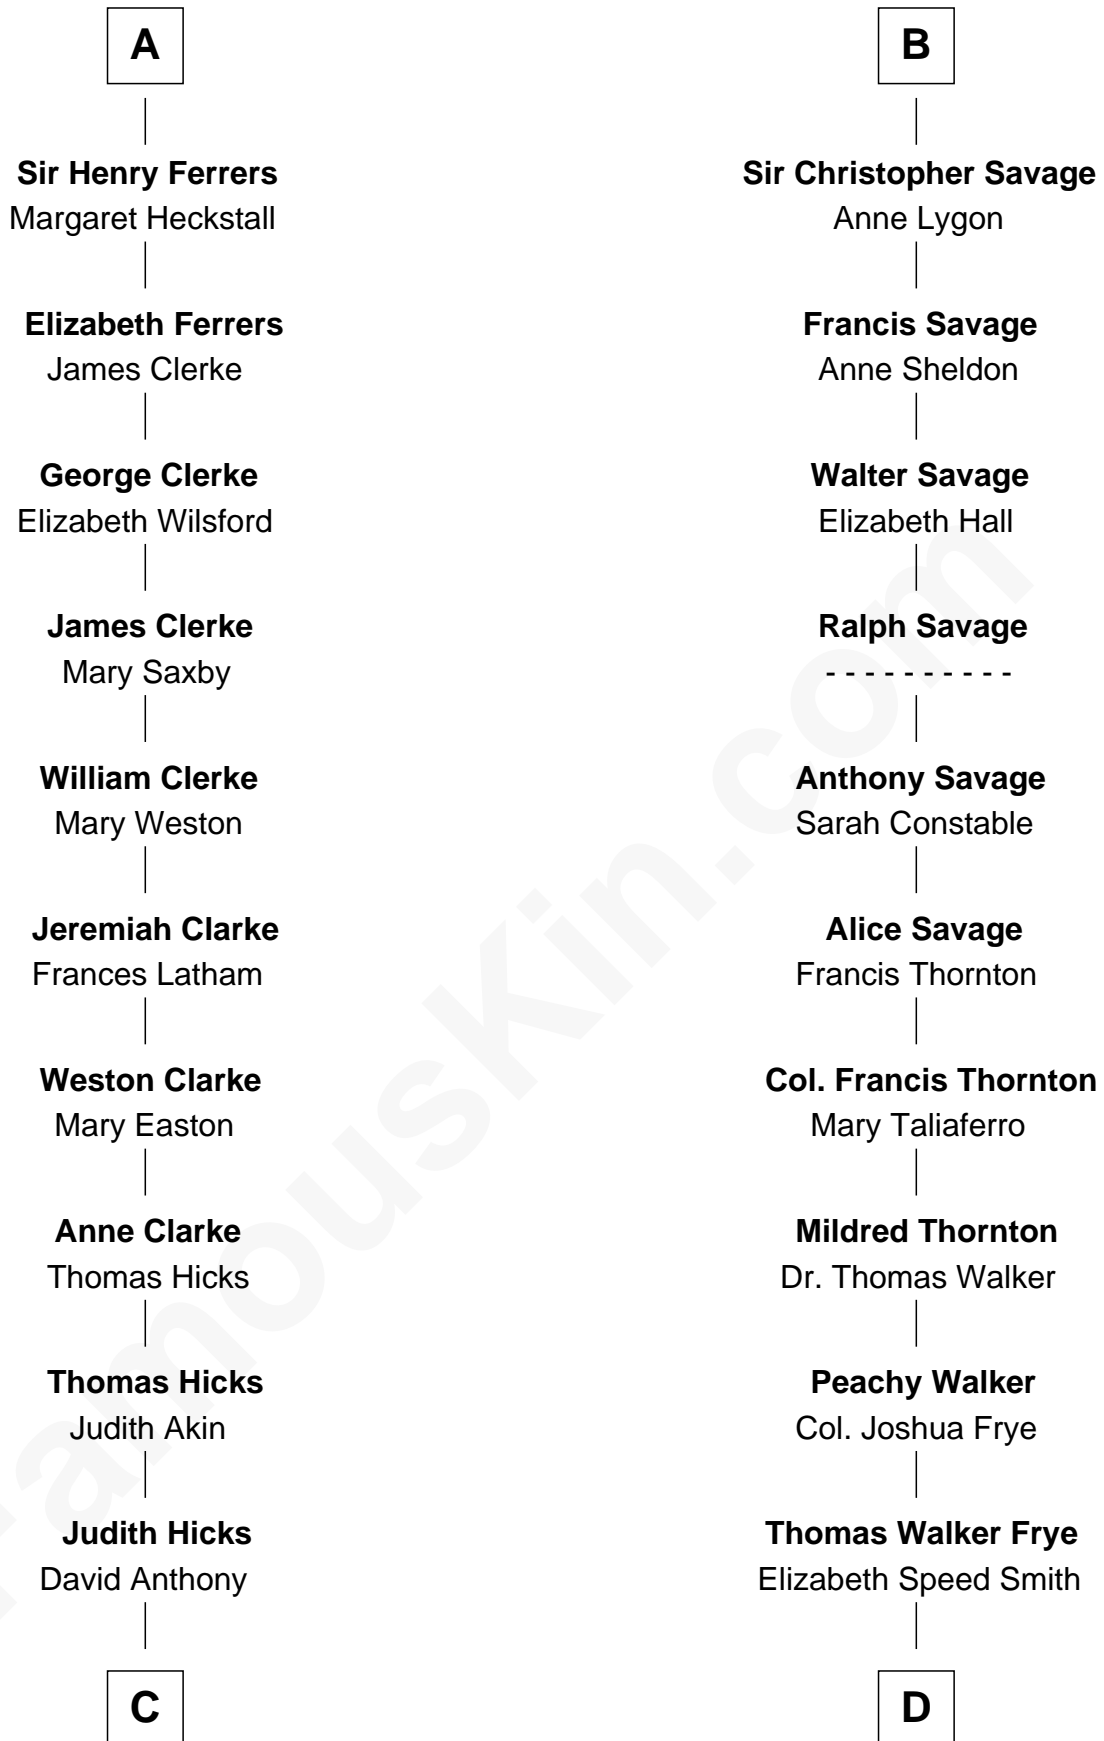 A
Sir Henry Ferrers
Margaret Heckstall
Elizabeth Ferrers
James Clerke
George Clerke
Elizabeth Wilsford
James Clerke
Mary Saxby
William Clerke
Mary Weston
Jeremiah Clarke
Frances Latham
Weston Clarke
Mary Easton
Anne Clarke
Thomas Hicks
Thomas Hicks
Judith Akin
Judith Hicks
David Anthony
C
B
Sir Christopher Savage
Anne Lygon
Francis Savage
Anne Sheldon
Walter Savage
Elizabeth Hall
Ralph Savage
- - - - - - - - - -
Anthony Savage
Sarah Constable
Alice Savage
Francis Thornton
Col. Francis Thornton
Mary Taliaferro
Mildred Thornton
Dr. Thomas Walker
Peachy Walker
Col. Joshua Frye
Thomas Walker Frye
Elizabeth Speed Smith
D
FamousKin.com